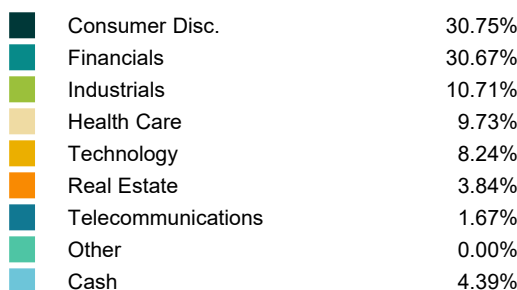 Consumer Disc. 30.75%
Financials 30.67%
Industrials 10.71%
Health Care 9.73%
Technology 8.24%
Real Estate 3.84%
Telecommunications 1.67%
Other 0.00%
Cash 4.39%